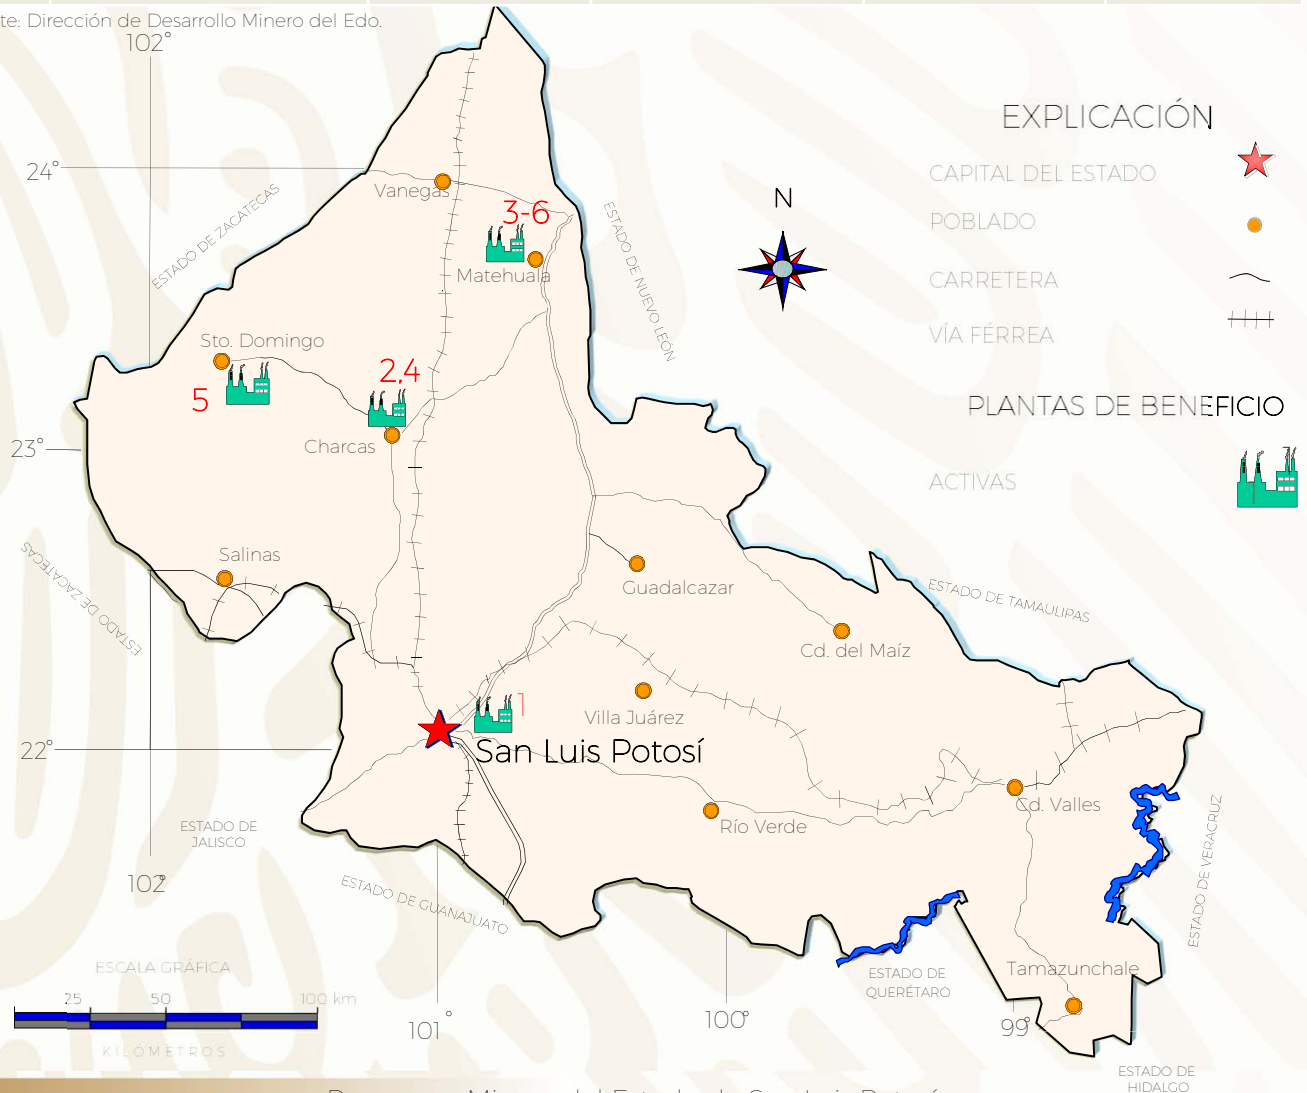 te: Dirección de Desarrollo Minero del Edo.
102°
24°
ESTADO DE ZACATECAS
Vanegas
3-6
Matehuala
ESTADO DE NUEVO LEÓN
N
EXPLICACIÓN
CAPITAL DEL ESTADO
POBLADO
CARRETERA
VÍA FÉRREA
PLANTAS DE BENEFICIO
ACTIVAS
Sto. Domingo
5
2,4
Charcas
23°
Salinas
ESTADO DE ZACATECAS
Guadalcazar
ESTADO DE TAMAULIPAS
Cd. del Maíz
Villa Juárez
1
San Luis Potosí
22°
Cd. Valles
Río Verde
ESTADO DE
JALISCO
ESTADO DE VERACRUZ
102°
ESTADO DE GUANAJUATO
ESTADO DE
QUERÉTARO
Tamazunchale
ESCALA GRÁFICA
25 50 100 km
KILÓMETROS
101°
100°
99°
ESTADO DE
HIDALGO